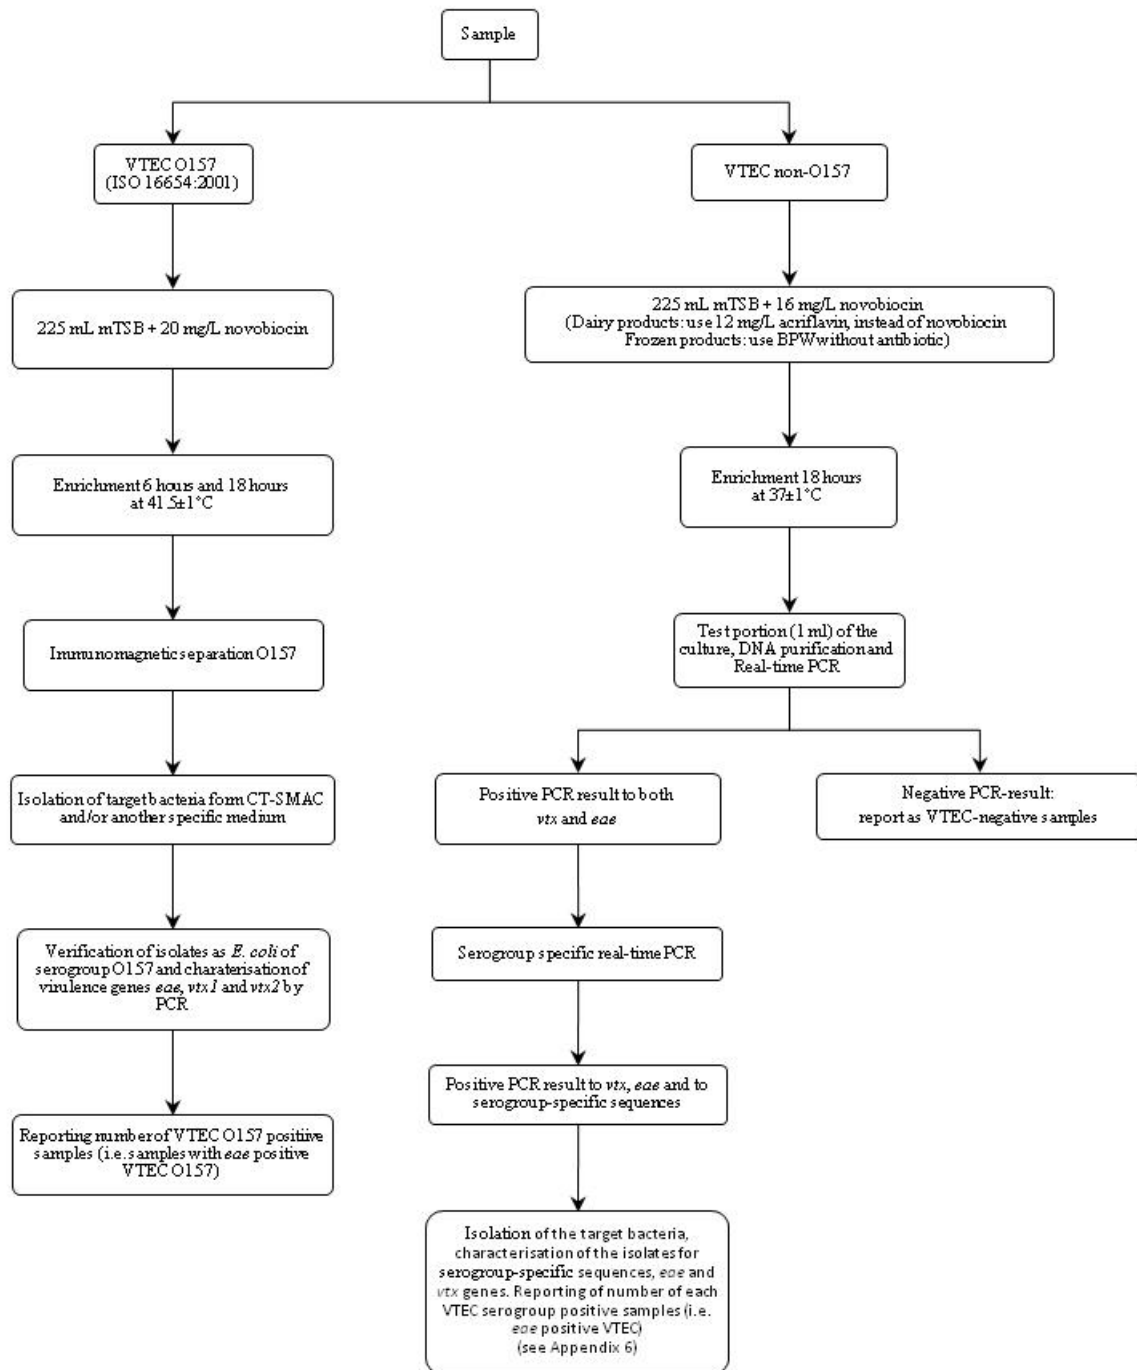 Sample
VTEC O157
(ISO 16654:2001)
225 mL mTSB + 20 mg/L novobiocin
Enrichment 6 hours and 18 hours
at 41.5±1°C
Immunomagnetic separation O157
Isolation of target bacteria form CT-SMAC
and/or another specific medium
Verification of isolates as E. coli of
serogroup O157 and charaterisation of
virulence genes eae, vtx1 and vtx2 by
PCR
Reporting number of VTEC O157 positiive
samples (i.e. samples with eae positive
VTEC O157)
VTEC non-O157
225 mL mTSB + 16 mg/L novobiocin
(Dairy products: use 12 mg/L acriflavin, instead of novobiocin
Frozen products: use BPW without antibiotic)
Enrichment 18 hours
at 37±1°C
Test portion (1 ml) of the
culture, DNA purification and
Real-time PCR
Positive PCR result to both
vtx and eae
Serogroup specific real-time PCR
Positive PCR result to vtx, eae and to
serogroup-specific sequences
Isolation of the target bacteria,
characterisation of the isolates for
serogroup-specific sequences, eae and
vtx genes. Reporting of number of each
VTEC serogroup positive samples (i.e.
eae positive VTEC)
(see Appendix 6)
Negative PCR-result:
report as VTEC-negative samples